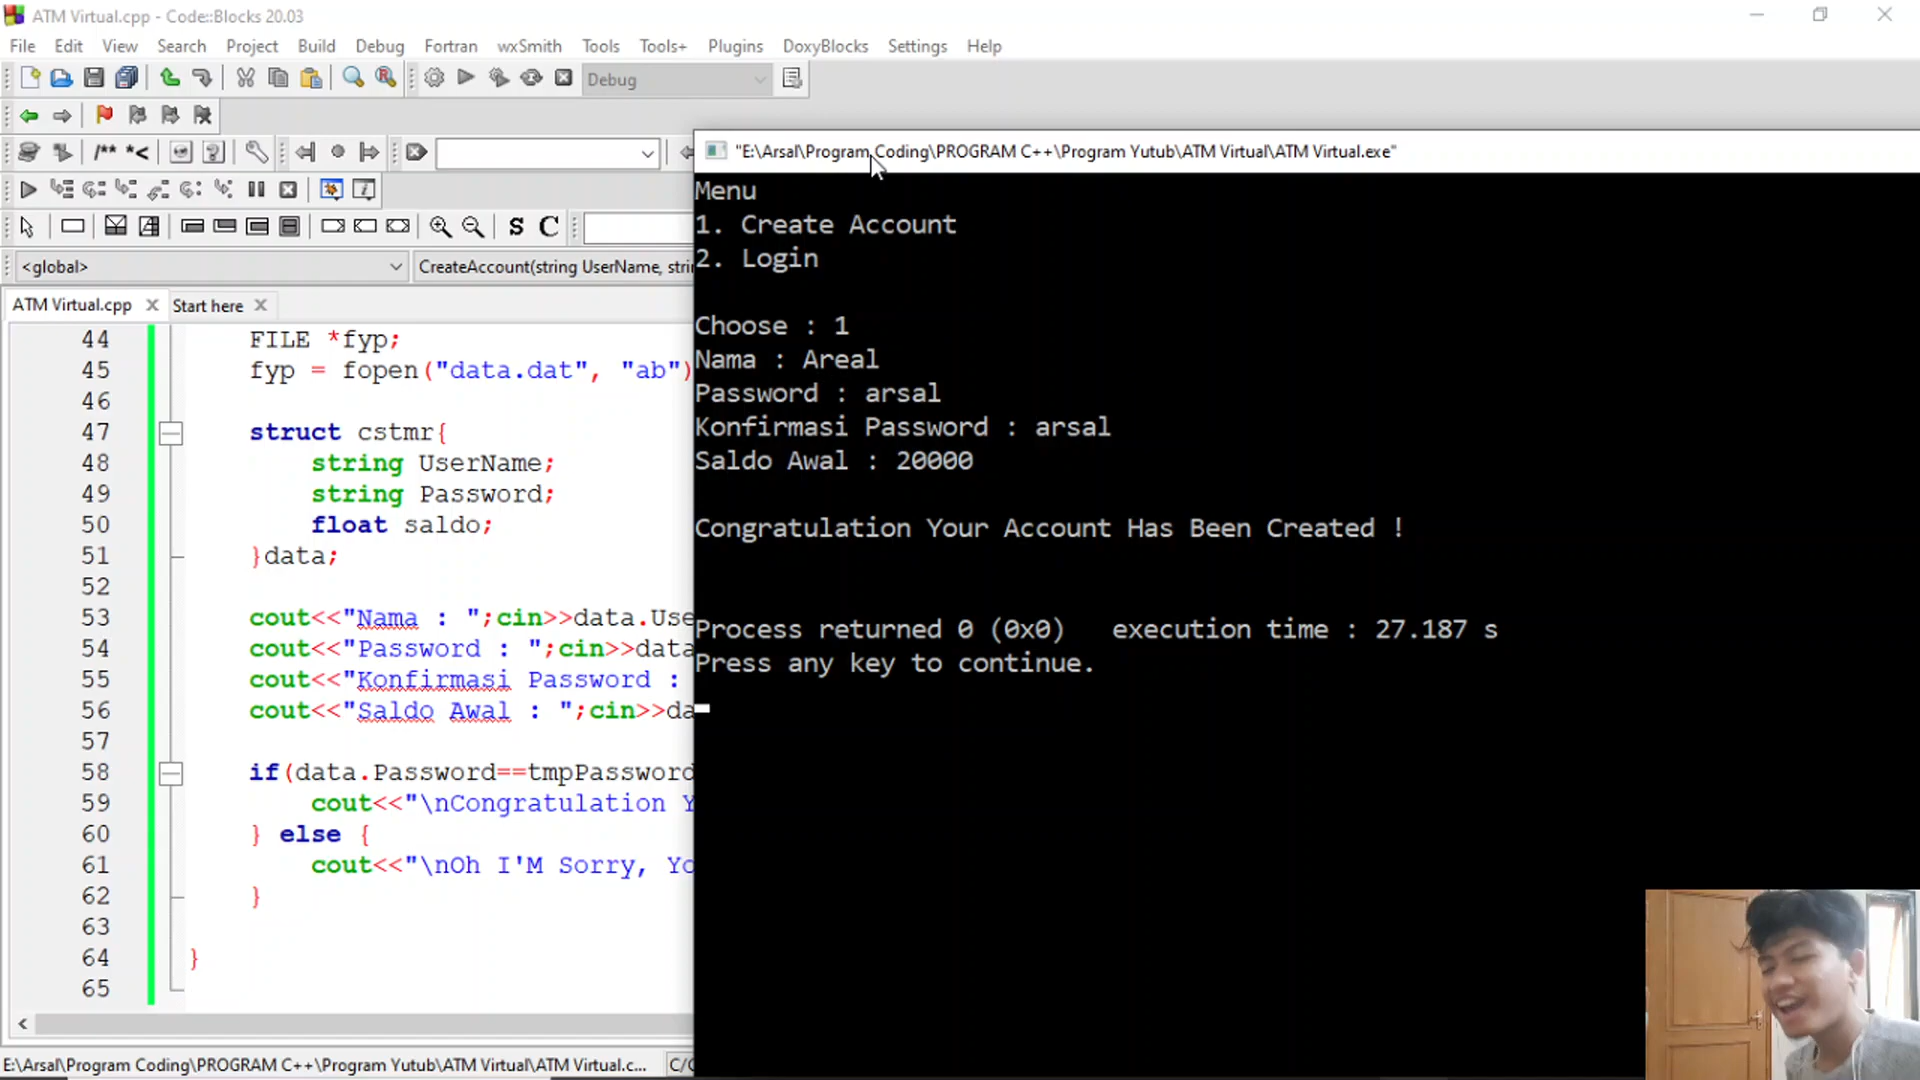 ATM Virtual.cpp - Code::Blocks 20.03
File Edit View Search Project Build Debug Fortran wxSmith Tools Tools+ Plugins DoxyBlocks Settings Help
Debug
/** *<
S C
<global>
CreateAccount(string UserName, stri
ATM Virtual.cpp
Start here
44 FILE *fyp;
45 fyp = fopen("data.dat", "ab")
46
47 struct cstmr{
48 string UserName;
49 string Password;
50 float saldo;
51 }data;
52
53 cout<<"Nama : ";cin>>data.Use
54 cout<<"Password : ";cin>>data
55 cout<<"Konfirmasi Password :
56 cout<<"Saldo Awal : ";cin>>da
57
58 if(data.Password==tmpPassword
59 cout<<"\nCongratulation Y
60 } else {
61 cout<<"\nOh I'M Sorry, Yo
62 }
63
64 }
65
E:\Arsal\Program Coding\PROGRAM C++\Program Yutub\ATM Virtual\ATM Virtual.c...
C/C
"E:\Arsal\Program Coding\PROGRAM C++\Program Yutub\ATM Virtual\ATM Virtual.exe"
Menu
1. Create Account
2. Login
Choose : 1
Nama : Areal
Password : arsal
Konfirmasi Password : arsal
Saldo Awal : 20000
Congratulation Your Account Has Been Created !
Process returned 0 (0x0) execution time : 27.187 s
Press any key to continue.